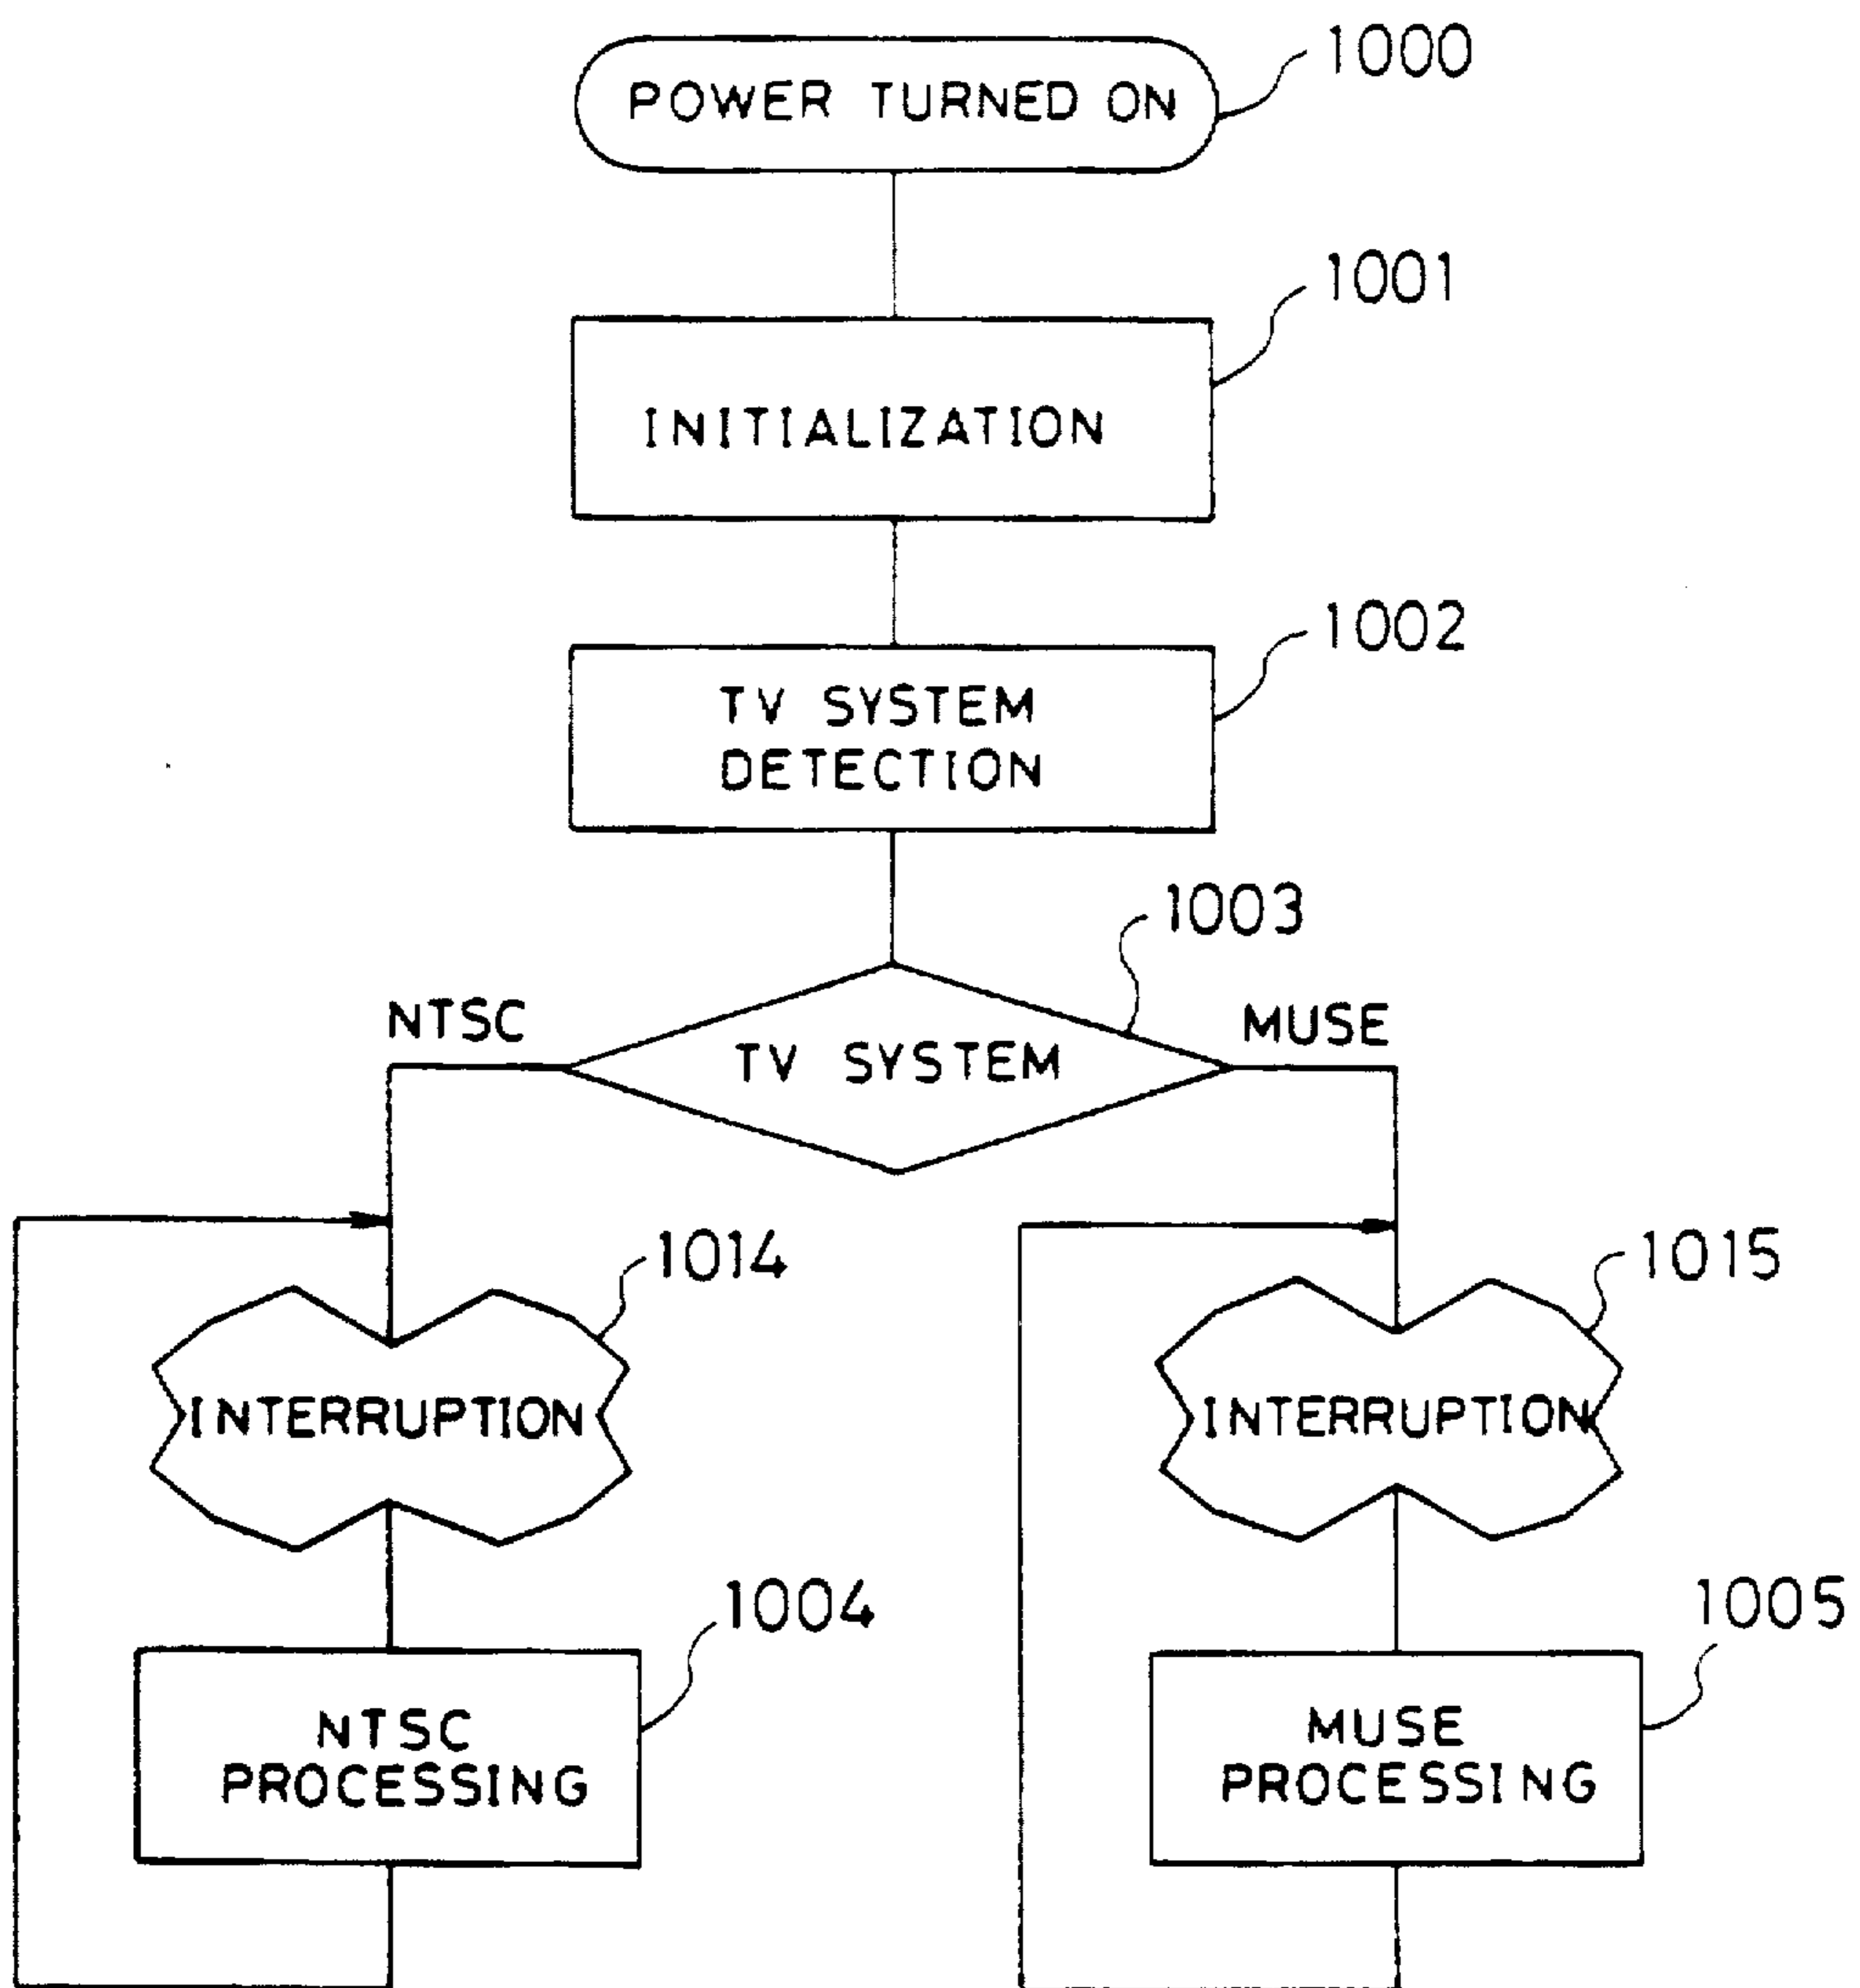 POWER TURNED ON
1000
1001
INITIALIZATION
1002
TV SYSTEM
DETECTION
1003
NTSC
MUSE
TV SYSTEM
1014
1015
INTERRUPTION
INTERRUPTION
1004
1005
NTSC
PROCESSING
MUSE
PROCESSING